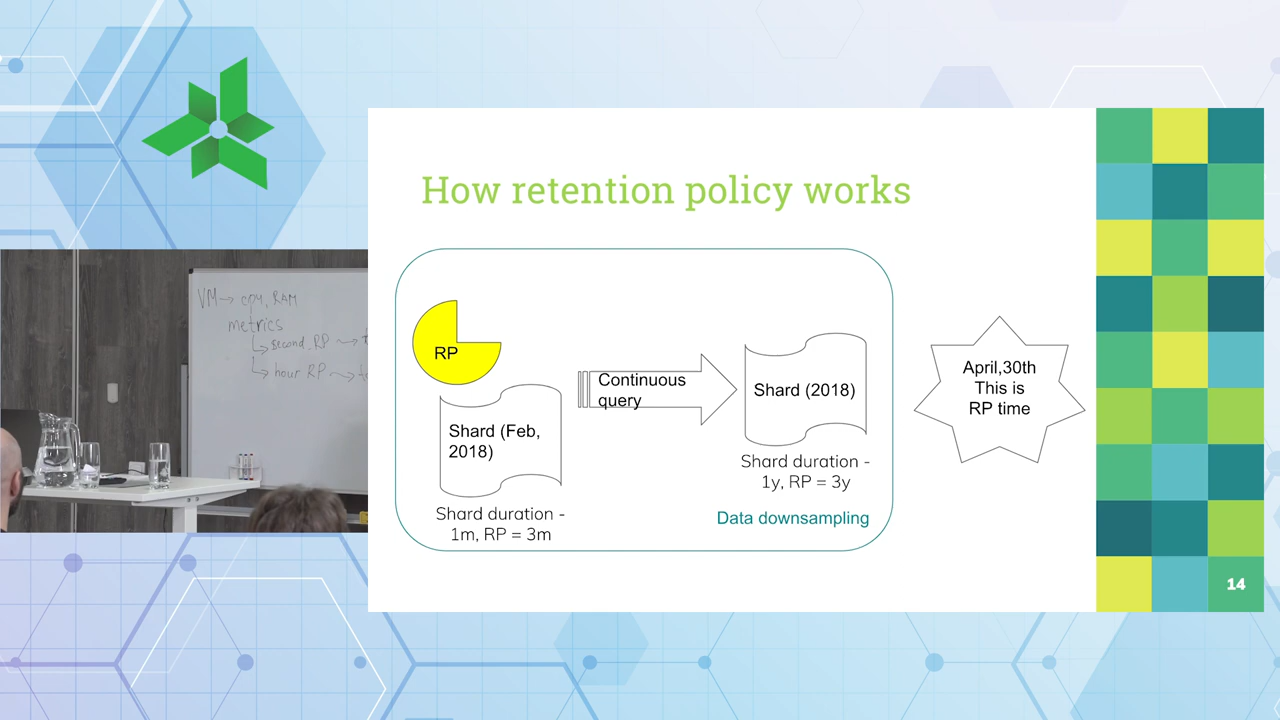 How retention policy works
RP
Shard (Feb,
2018)
Shard duration -
1m, RP = 3m
Continuous
query
Shard (2018)
Shard duration -
1y, RP = 3y
Data downsampling
April,30th
This is
RP time
14
VM → CPU, RAM
metrics
→ second RP →
→ hour RP →